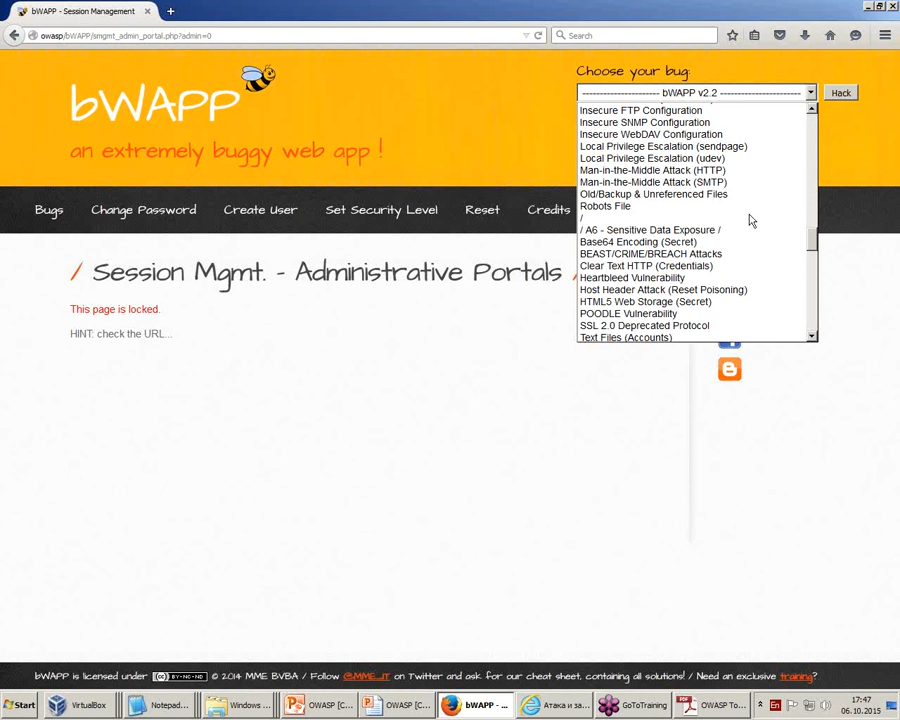 bWAPP - Session Management
owasp/bWAPP/smgmt_admin_portal.php?admin=0
Search
bWAPP
an extremely buggy web app !
Choose your bug:
---------------------- bWAPP v2.2 ----------------------
Hack
Insecure FTP Configuration
Insecure SNMP Configuration
Insecure WebDAV Configuration
Local Privilege Escalation (sendpage)
Local Privilege Escalation (udev)
Man-in-the-Middle Attack (HTTP)
Man-in-the-Middle Attack (SMTP)
Old/Backup & Unreferenced Files
Robots File
/
/ A6 - Sensitive Data Exposure /
Base64 Encoding (Secret)
BEAST/CRIME/BREACH Attacks
Clear Text HTTP (Credentials)
Heartbleed Vulnerability
Host Header Attack (Reset Poisoning)
HTML5 Web Storage (Secret)
POODLE Vulnerability
SSL 2.0 Deprecated Protocol
Text Files (Accounts)
Bugs Change Password Create User Set Security Level Reset Credits
/ Session Mgmt. - Administrative Portals /
This page is locked.
HINT: check the URL...
bWAPP is licensed under (cc) BY-NC-ND © 2014 MME BVBA / Follow @MME_IT on Twitter and ask for our cheat sheet, containing all solutions! / Need an exclusive training?
Start VirtualBox Notepad... Windows ... OWASP [C... OWASP [C... bWAPP - ... Атака и за... GoToTraining OWASP To... En 17:47
06.10.2015